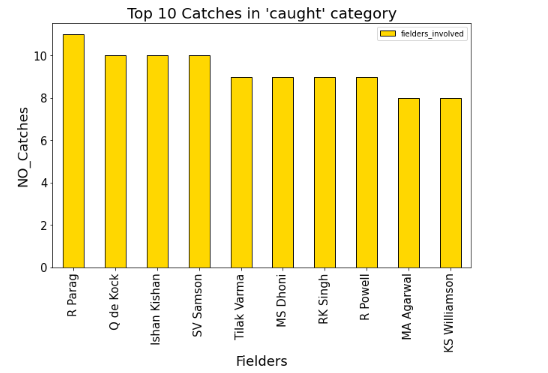 Top 10 Catches in 'caught' category
fielders_involved
NO_Catches
10
8
6
4
2
0
R Parag
Q de Kock
Ishan Kishan
SV Samson
Tilak Varma
MS Dhoni
RK Singh
R Powell
MA Agarwal
KS Williamson
Fielders